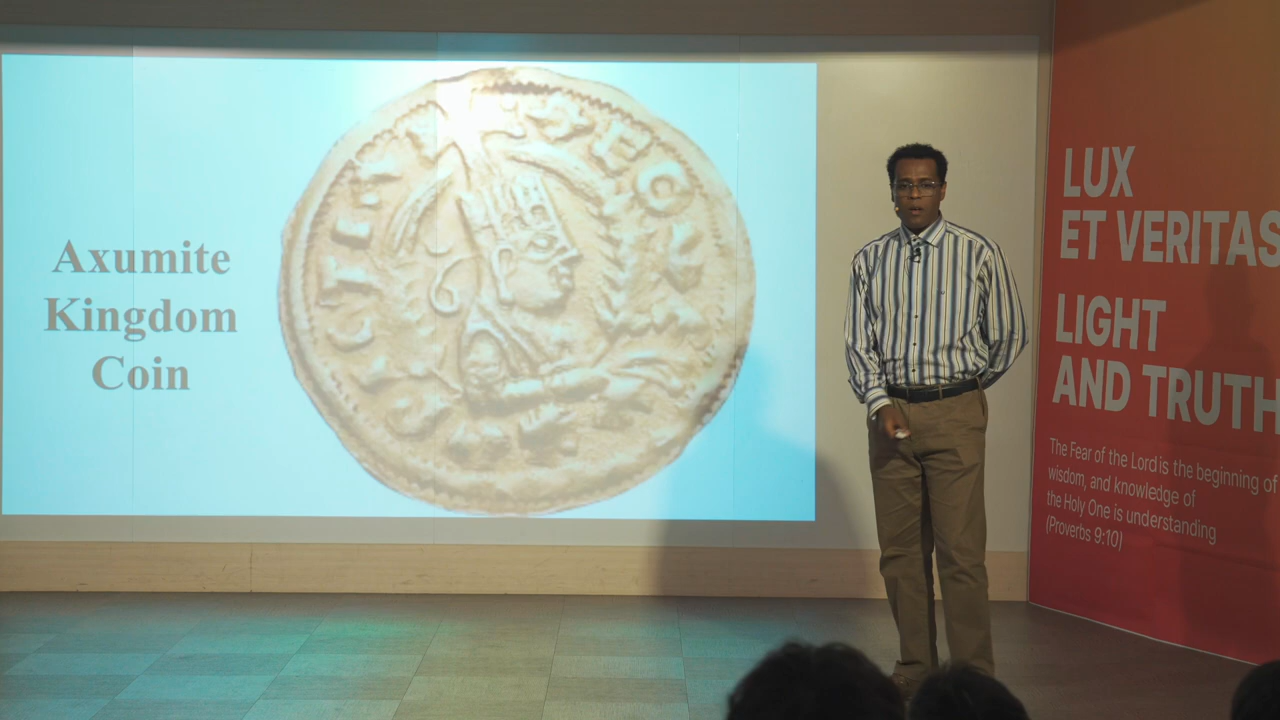 Axumite
Kingdom
Coin
LUX
ET VERITAS
LIGHT
AND TRUTH
The Fear of the Lord is the beginning of
wisdom, and knowledge of
the Holy One is understanding
(Proverbs 9:10)